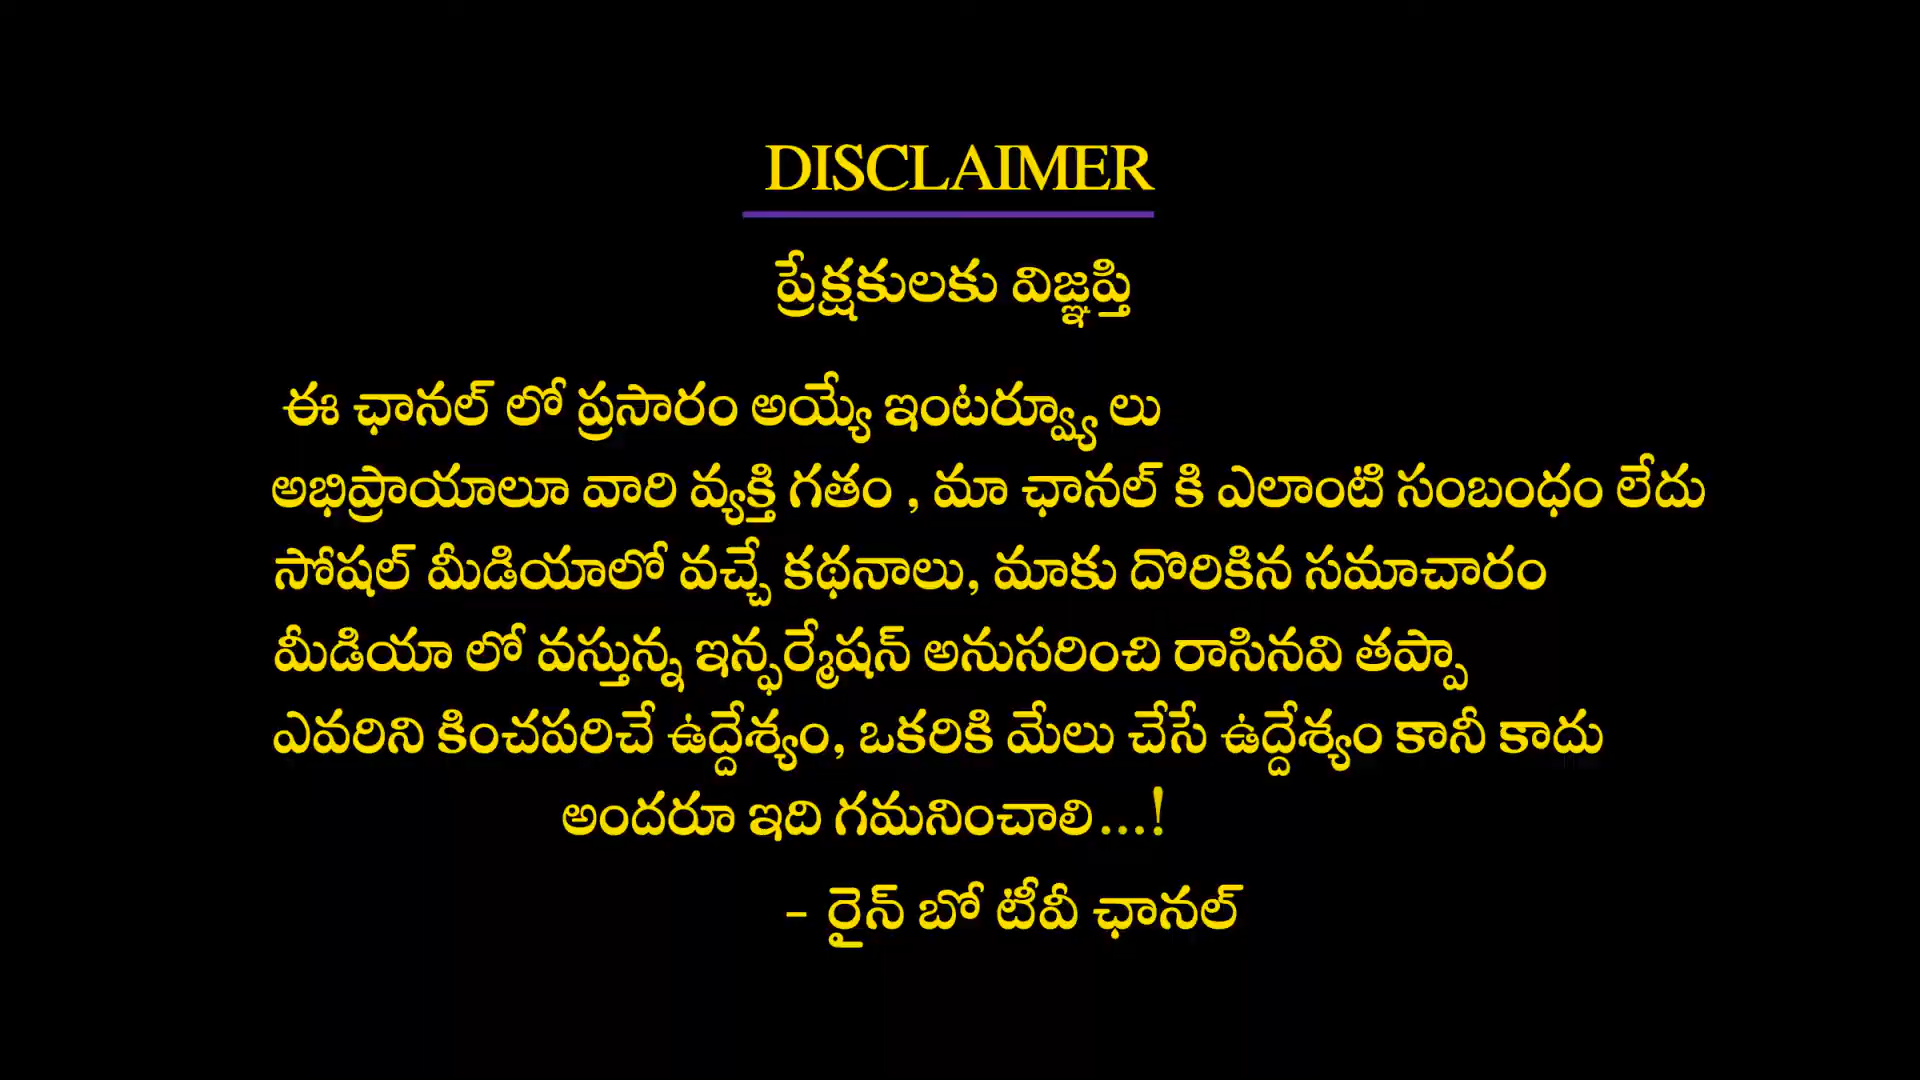 DISCLAIMER
ప్రేక్షకులకు విజ్ఞప్తి
ఈ ఛానల్ లో ప్రసారం అయ్యే ఇంటర్వ్యూ లు
అభిప్రాయాలూ వారి వ్యక్తి గతం , మా ఛానల్ కి ఎలాంటి సంబంధం లేదు
సోషల్ మీడియాలో వచ్చే కథనాలు, మాకు దొరికిన సమాచారం
మీడియా లో వస్తున్న ఇన్ఫర్మేషన్ అనుసరించి రాసినవి తప్పా
ఎవరిని కించపరిచే ఉద్దేశ్యం, ఒకరికి మేలు చేసే ఉద్దేశ్యం కానీ కాదు
అందరూ ఇది గమనించాలి...!
- రైన్ బో టీవీ ఛానల్